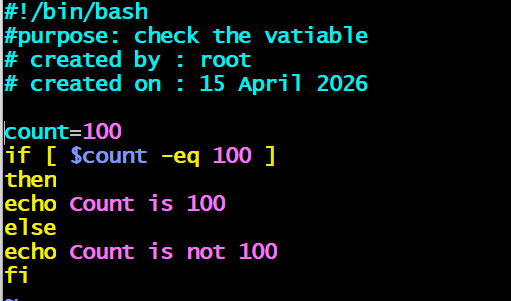 #!/bin/bash
#purpose: check the vatiable
# created by : root
# created on : 15 April 2026
count=100
if [ $count -eq 100 ]
then
echo Count is 100
else
echo Count is not 100
fi